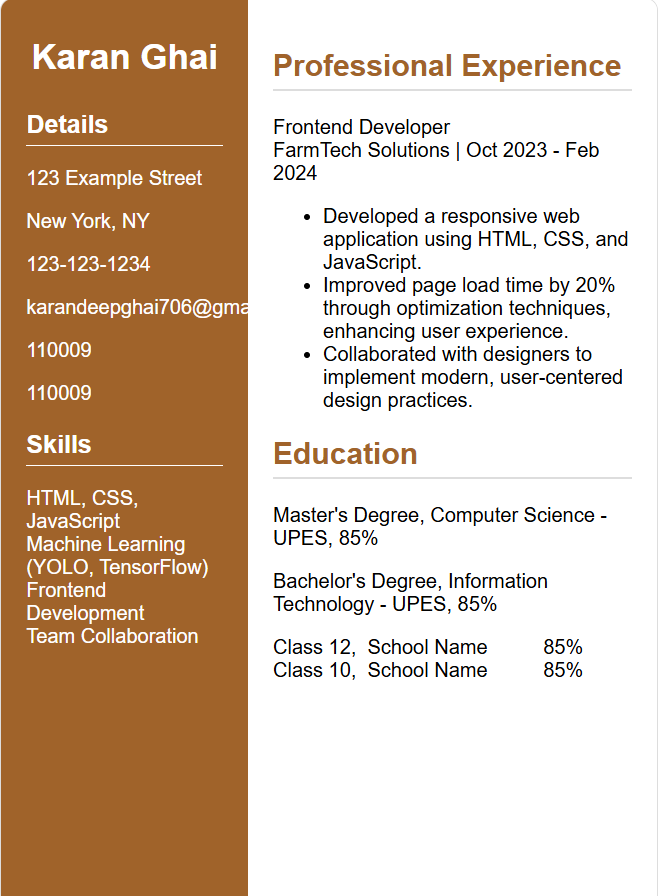 Karan Ghai
Details
123 Example Street
New York, NY
123-123-1234
karandeepghai706@gma
110009
110009
Skills
HTML, CSS,
JavaScript
Machine Learning
(YOLO, TensorFlow)
Frontend
Development
Team Collaboration
Professional Experience
Frontend Developer
FarmTech Solutions | Oct 2023 - Feb
2024
• Developed a responsive web
application using HTML, CSS, and
JavaScript.
• Improved page load time by 20%
through optimization techniques,
enhancing user experience.
• Collaborated with designers to
implement modern, user-centered
design practices.
Education
Master's Degree, Computer Science -
UPES, 85%
Bachelor's Degree, Information
Technology - UPES, 85%
Class 12,  School Name 85%
Class 10,  School Name 85%